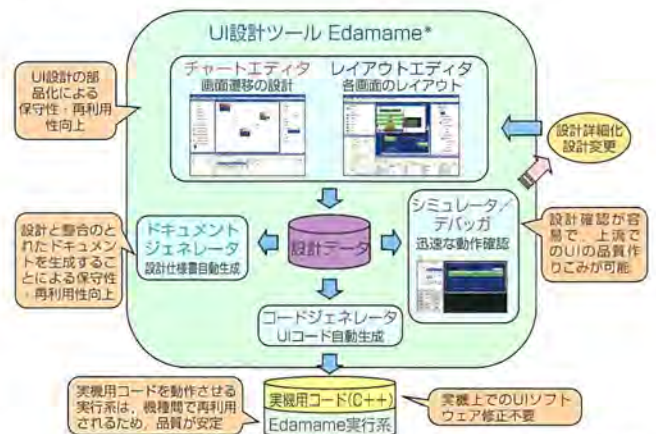 UI設計ツール Edamame*
チャートエディタ
画面遷移の設計
レイアウトエディタ
各画面のレイアウト
UI設計の部
品化による
保守性・再利用
性向上
設計詳細化
設計変更
設計と整合のと
れたドキュメン
トを生成するこ
とによる保守性
・再利用性向上
ドキュメント
ジェネレータ
設計仕様書自動生成
設計データ
シミュレータ/
デバッガ
迅速な動作確認
設計確認が容
易で、上流で
のUIの品質作
りこみが可能
コードジェネレータ
UIコード自動生成
実機用コードを動作させる
実行系は，機種間で再利用
されるため，品質が安定
実機用コード(C++)
Edamame実行系
実機上でのUIソフト
ウェア修正不要